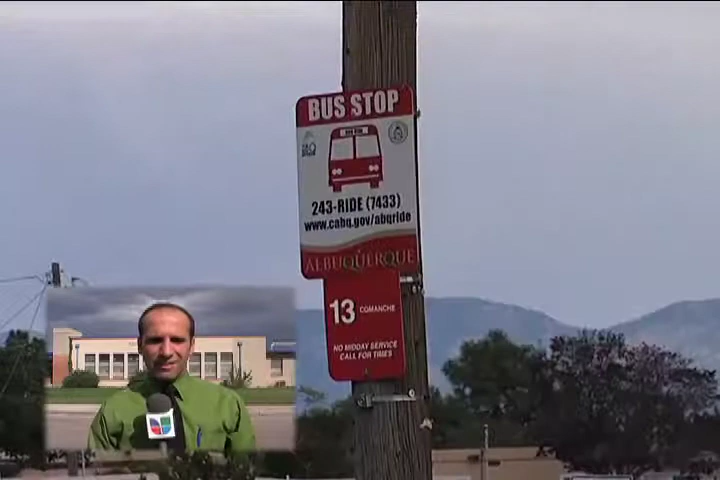 BUS STOP
243-RIDE (7433)
www.cabq.gov/abqride
ALBUQUERQUE
13 COMANCHE
NO MIDDAY SERVICE
CALL FOR TIMES